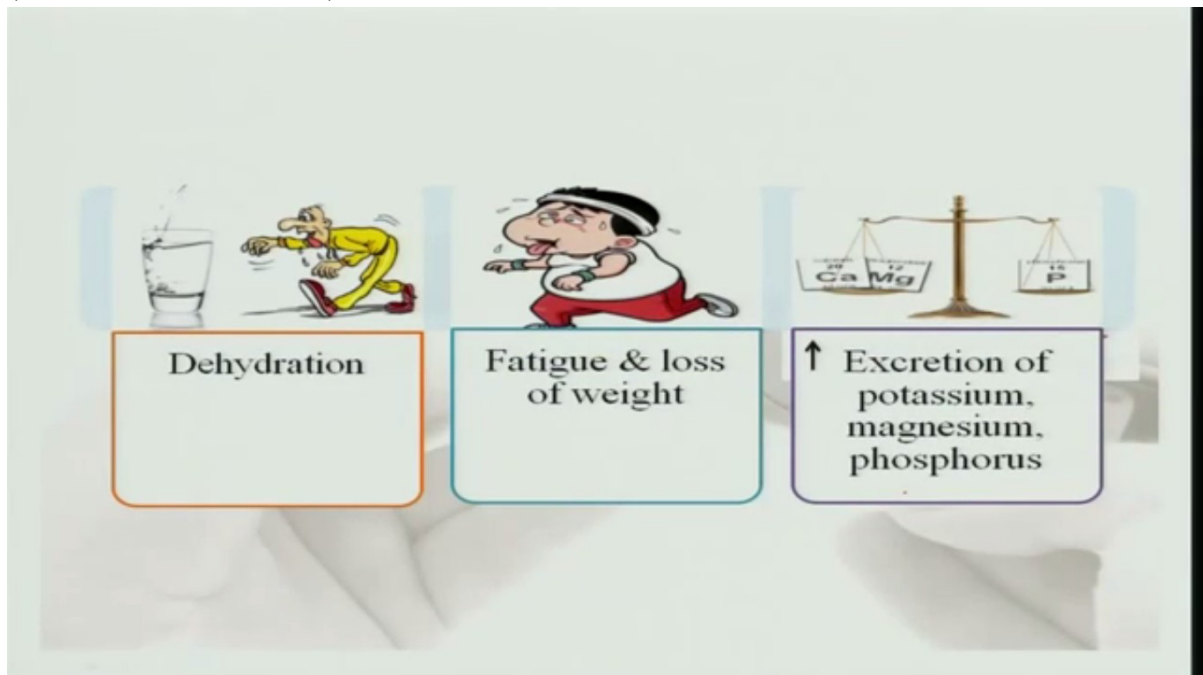 Dehydration
Fatigue & loss
of weight
↑ Excretion of
potassium,
magnesium,
phosphorus
Ca Mg
P